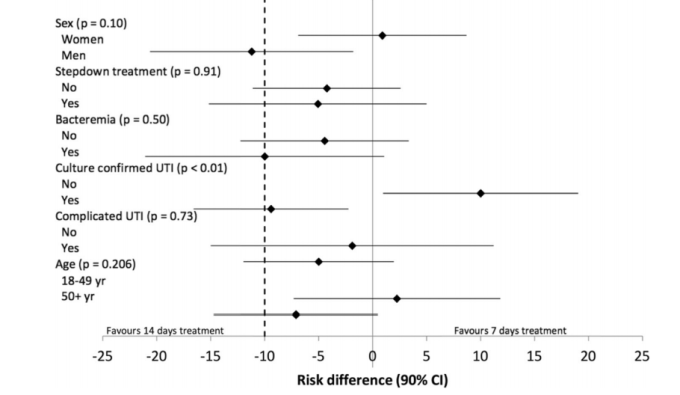 Sex (p = 0.10)
Women
Men
Stepdown treatment (p = 0.91)
No
Yes
Bacteremia (p = 0.50)
No
Yes
Culture confirmed UTI (p < 0.01)
No
Yes
Complicated UTI (p = 0.73)
No
Yes
Age (p = 0.206)
18-49 yr
50+ yr
Favours 14 days treatment Favours 7 days treatment
-25 -20 -15 -10 -5 0 5 10 15 20 25
Risk difference (90% CI)